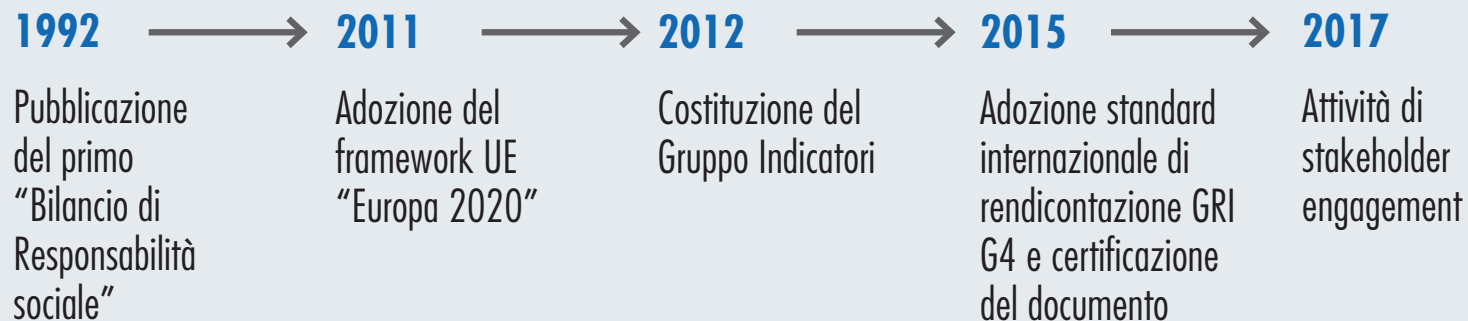 1992
Pubblicazione
del primo
“Bilancio di
Responsabilità
sociale”
2011
Adozione del
framework UE
“Europa 2020”
2012
Costituzione del
Gruppo Indicatori
2015
Adozione standard
internazionale di
rendicontazione GRI
G4 e certificazione
del documento
2017
Attività di
stakeholder
engagement